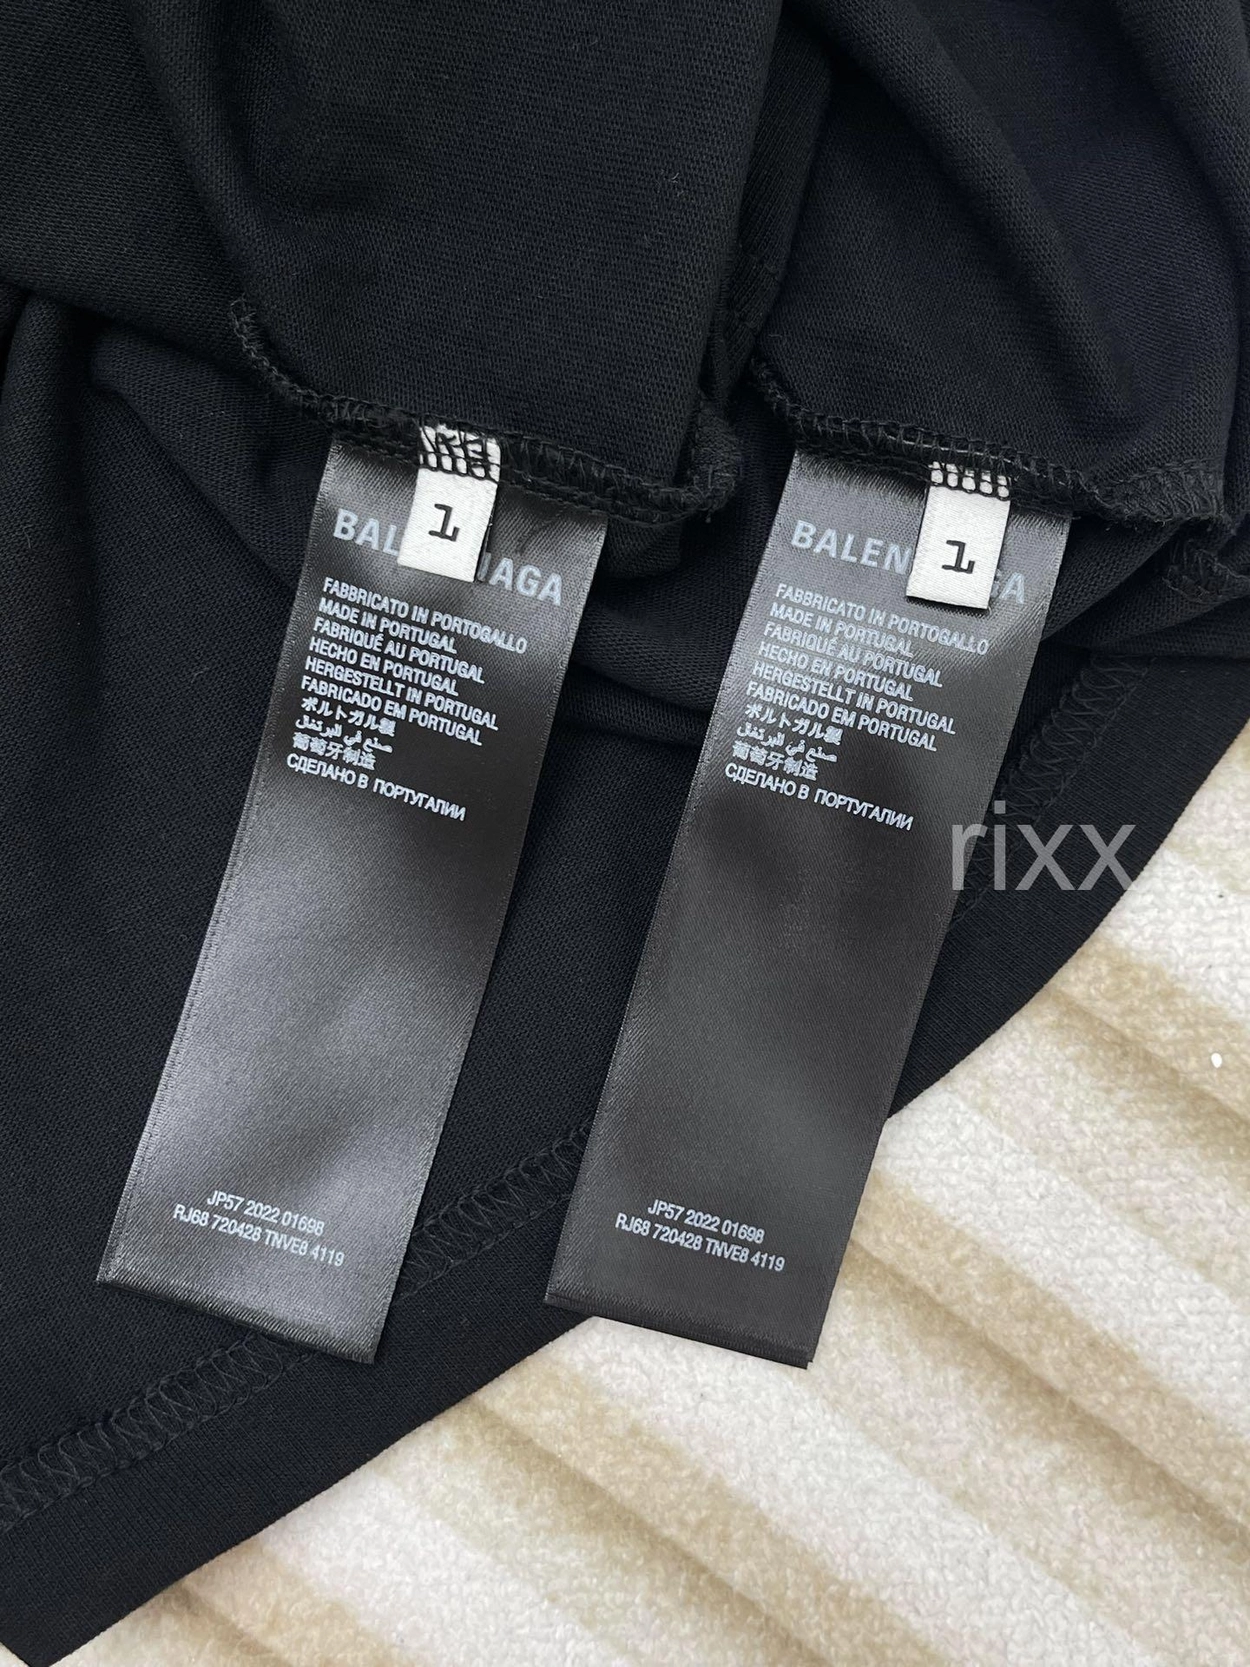 1
BALENCIAGA
FABBRICATO IN PORTOGALLO
MADE IN PORTUGAL
FABRIQUÉ AU PORTUGAL
HECHO EN PORTUGAL
HERGESTELLT IN PORTUGAL
FABRICADO EM PORTUGAL
ポルトガル製
صنع في البرتغال
葡萄牙制造
СДЕЛАНО В ПОРТУГАЛИИ
JP57 2022 01698
RJ68 720428 TNVE8 4119
1
BALENCIAGA
FABBRICATO IN PORTOGALLO
MADE IN PORTUGAL
FABRIQUÉ AU PORTUGAL
HECHO EN PORTUGAL
HERGESTELLT IN PORTUGAL
FABRICADO EM PORTUGAL
ポルトガル製
صنع في البرتغال
葡萄牙制造
СДЕЛАНО В ПОРТУГАЛИИ
JP57 2022 01698
RJ68 720428 TNVE8 4119
rixx